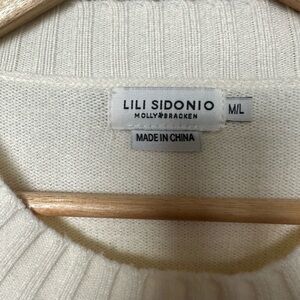 LILI SIDONIO
MOLLY BRACKEN
M/L
MADE IN CHINA